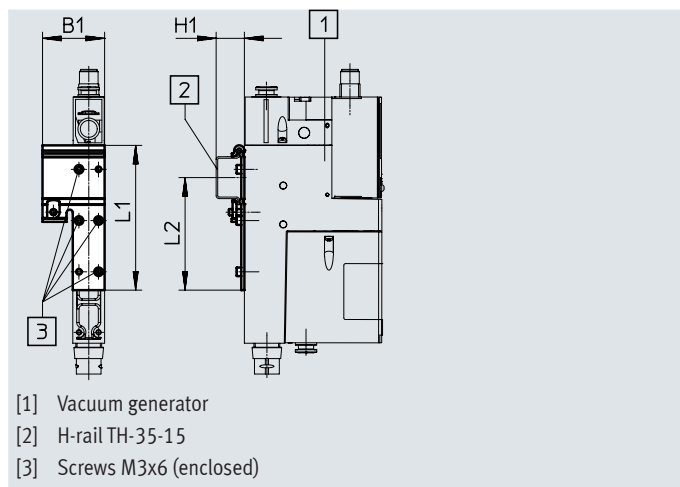 B1
H1
1
2
L1
L2
3
[1] Vacuum generator
[2] H-rail TH-35-15
[3] Screws M3x6 (enclosed)